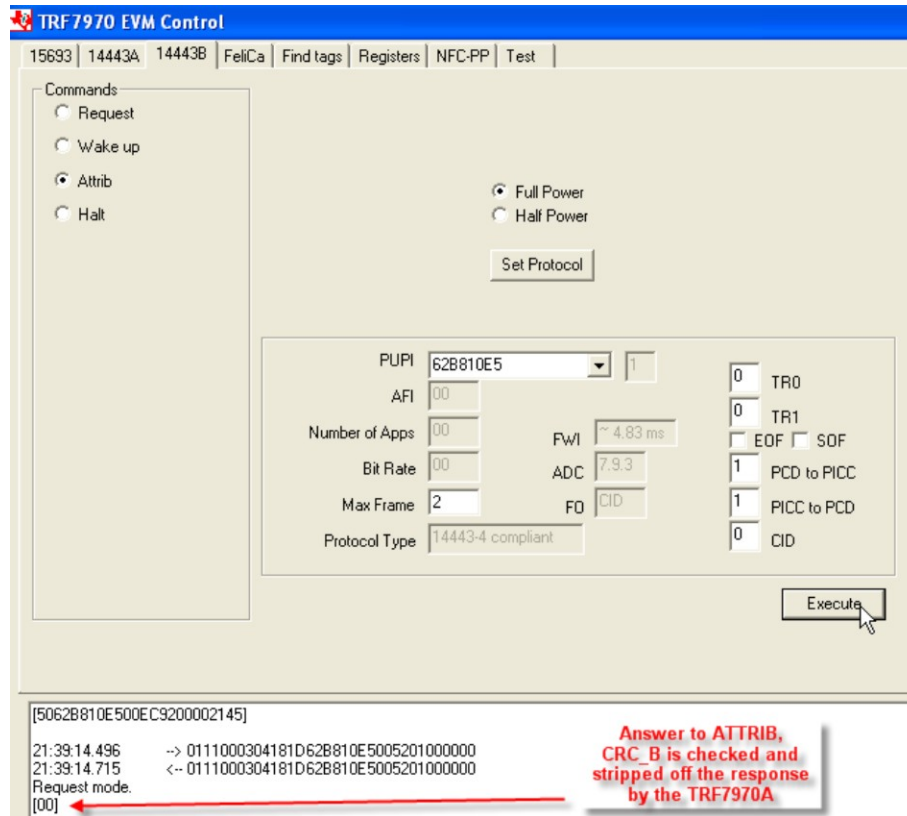 TRF7970 EVM Control
15693 14443A 14443B FeliCa Find tags Registers NFC-PP Test
Commands
Request
Wake up
Attrib
Halt
Full Power
Half Power
Set Protocol
PUPI 62B810E5 1
AFI 00
Number of Apps 00
Bit Rate 00
Max Frame 2
Protocol Type 14443-4 compliant
FWI ~ 4.83 ms
ADC 7.9.3
FO CID
0 TR0
0 TR1
EOF SOF
1 PCD to PICC
1 PICC to PCD
0 CID
Execute
[5062B810E500EC9200002145]
21:39:14.496 --> 0111000304181D62B810E5005201000000
21:39:14.715 <-- 0111000304181D62B810E5005201000000
Request mode.
[00]
Answer to ATTRIB,
CRC_B is checked and
stripped off the response
by the TRF7970A